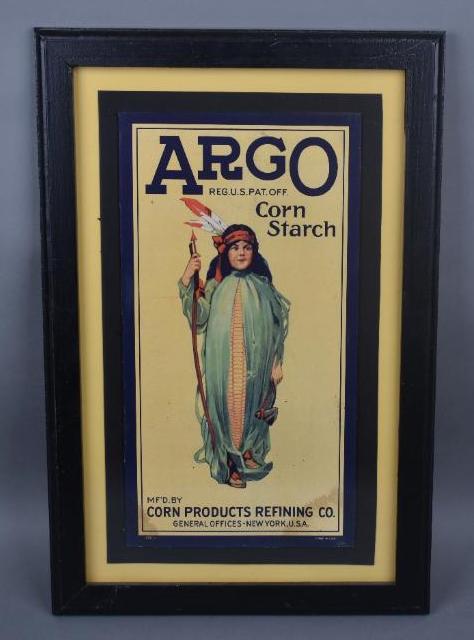 ARGO
REG.U.S.PAT.OFF.
Corn
Starch
MF'D.BY
CORN PRODUCTS REFINING CO.
GENERAL OFFICES-NEW YORK,U.S.A.